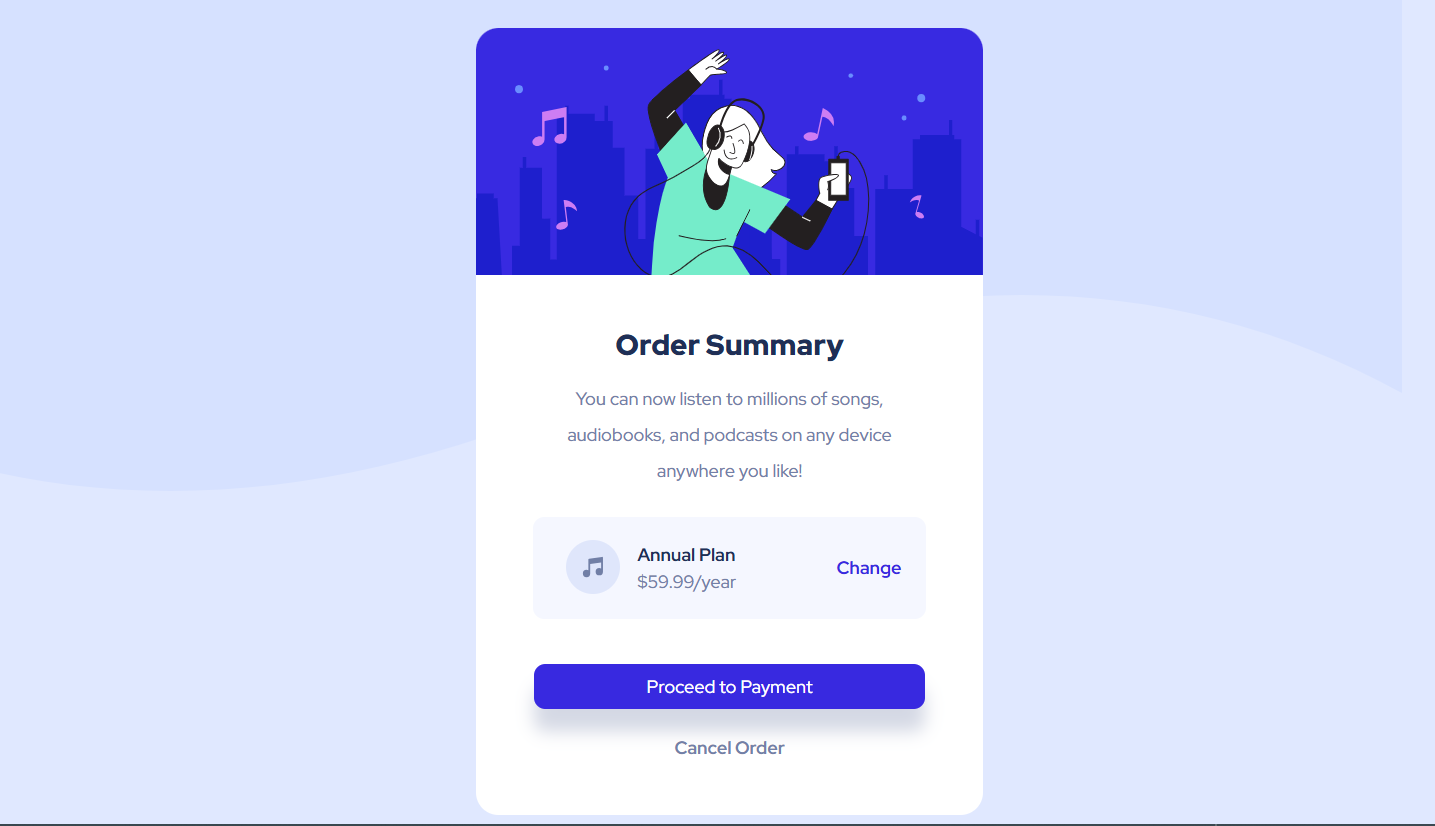 Order Summary
You can now listen to millions of songs,
audiobooks, and podcasts on any device
anywhere you like!
Annual Plan
$59.99/year
Change
Proceed to Payment
Cancel Order